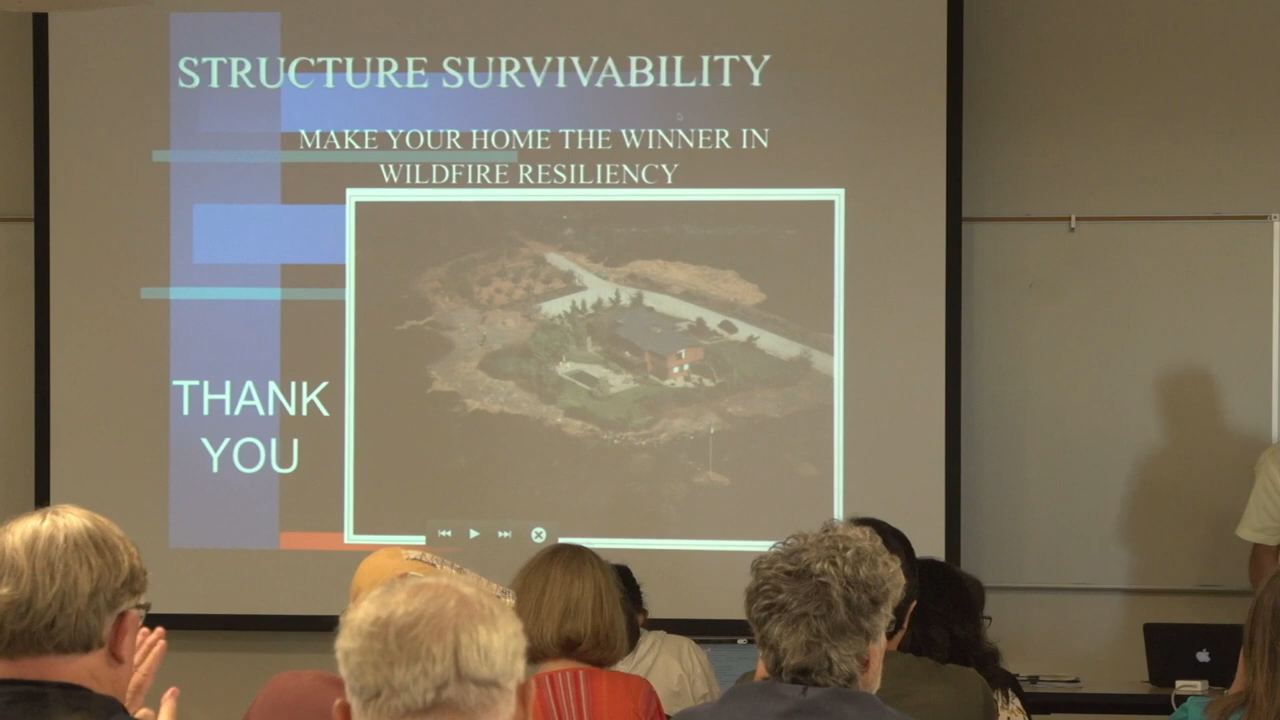 STRUCTURE SURVIVABILITY
MAKE YOUR HOME THE WINNER IN
WILDFIRE RESILIENCY
THANK
YOU